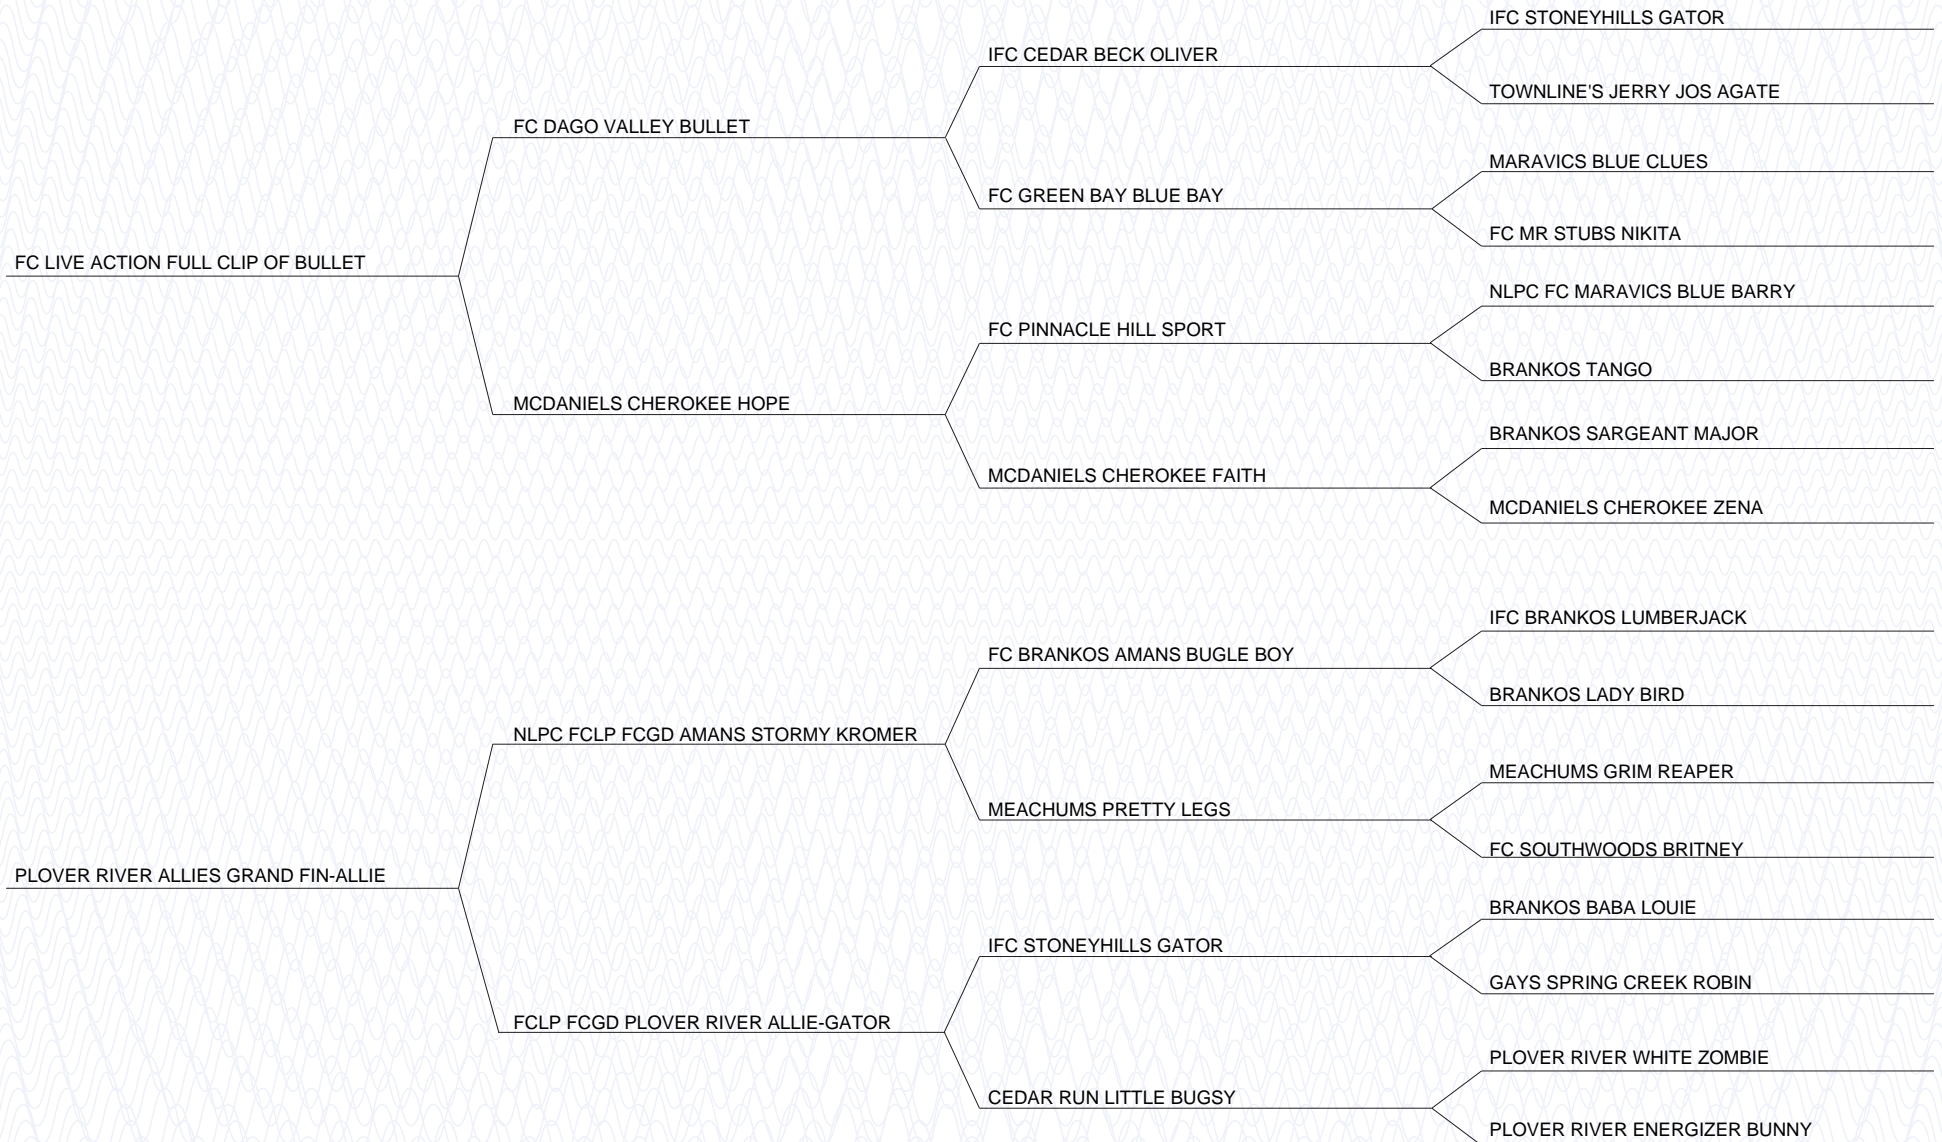 IFC STONEYHILLS GATOR
IFC CEDAR BECK OLIVER
TOWNLINE'S JERRY JOS AGATE
FC DAGO VALLEY BULLET
MARAVICS BLUE CLUES
FC GREEN BAY BLUE BAY
FC MR STUBS NIKITA
FC LIVE ACTION FULL CLIP OF BULLET
NLPC FC MARAVICS BLUE BARRY
FC PINNACLE HILL SPORT
BRANKOS TANGO
MCDANIELS CHEROKEE HOPE
BRANKOS SARGEANT MAJOR
MCDANIELS CHEROKEE FAITH
MCDANIELS CHEROKEE ZENA
IFC BRANKOS LUMBERJACK
FC BRANKOS AMANS BUGLE BOY
BRANKOS LADY BIRD
NLPC FCLP FCGD AMANS STORMY KROMER
MEACHUMS GRIM REAPER
MEACHUMS PRETTY LEGS
FC SOUTHWOODS BRITNEY
PLOVER RIVER ALLIES GRAND FIN-ALLIE
BRANKOS BABA LOUIE
IFC STONEYHILLS GATOR
GAYS SPRING CREEK ROBIN
FCLP FCGD PLOVER RIVER ALLIE-GATOR
PLOVER RIVER WHITE ZOMBIE
CEDAR RUN LITTLE BUGSY
PLOVER RIVER ENERGIZER BUNNY